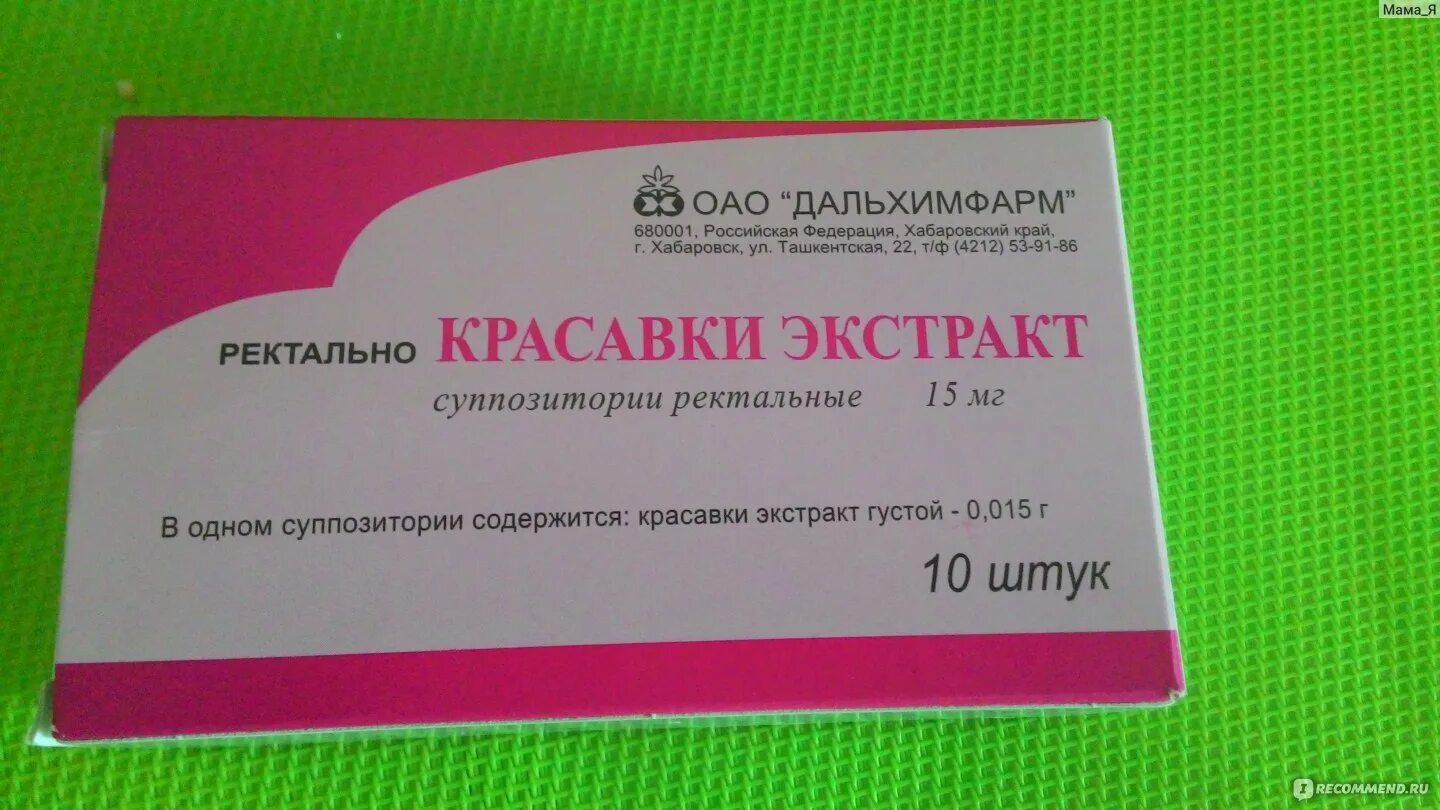 Мама_Я
ОАО "ДАЛЬХИМФАРМ"
680001, Российская Федерация, Хабаровский край,
г. Хабаровск, ул. Ташкентская, 22, т/ф (4212) 53-91-86
РЕКТАЛЬНО КРАСАВКИ ЭКСТРАКТ
суппозитории ректальные 15 мг
В одном суппозитории содержится: красавки экстракт густой - 0,015 г
10 штук
IRECOMMEND.RU